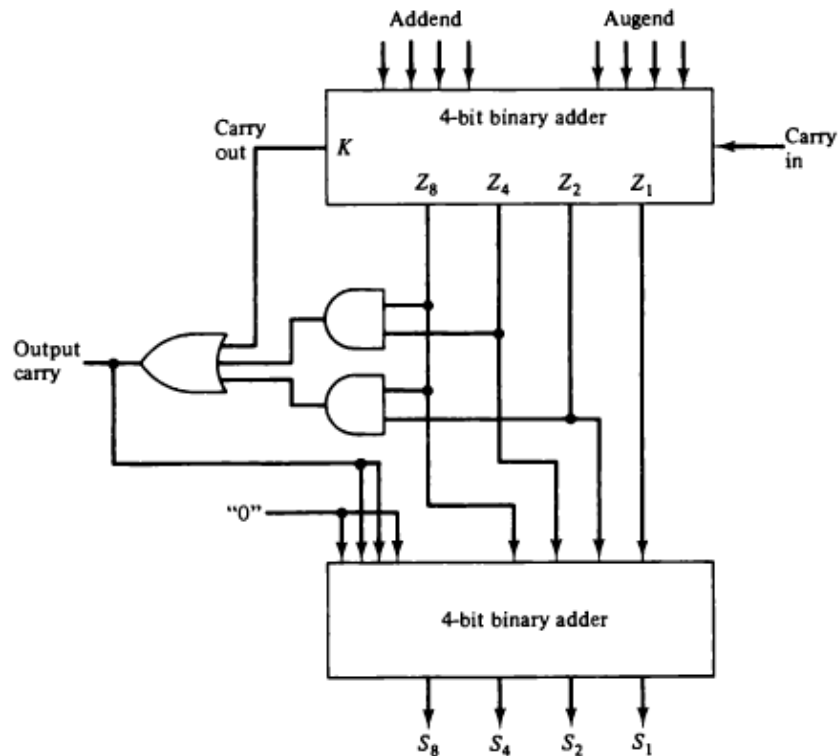 Addend
Augend
4-bit binary adder
Carry
out
K
Carry
in
Z8 Z4 Z2 Z1
Output
carry
“0”
4-bit binary adder
S8 S4 S2 S1